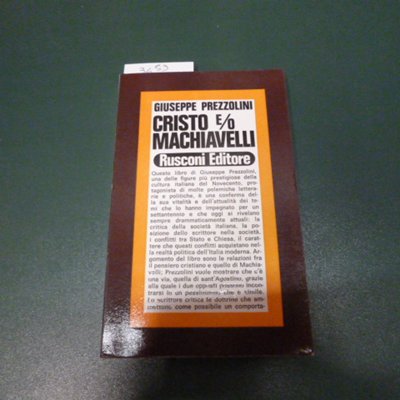 GIUSEPPE PREZZOLINI
CRISTO E/O
MACHIAVELLI
Rusconi Editore
Questo libro di Giuseppe Prezzolini,
una delle figure più prestigiose della
cultura italiana del Novecento, pro-
tagonista di molte polemiche lettera-
rie e politiche, è una conferma del-
la sua vitalità e dell'attualità dei te-
mi che lo hanno impegnato per un
settantennio e che oggi si rivelano
sempre drammaticamente attuali: la
critica della società italiana, la po-
sizione dello scrittore nella società,
i conflitti tra Stato e Chiesa, il carat-
tere che questi conflitti acquistano nel-
la realtà politica dell'Italia moderna. Ar-
gomento del libro sono le relazioni fra
il pensiero cristiano e quello di Machia-
velli; Prezzolini vuole mostrare che c'è
una via, quella di sant'Agostino, grazie
alla quale i due opposti possono incon-
trarsi in un pessimismo che è virile.
Lo scrittore critica le dottrine che am-
mettono come possibile un comporta-